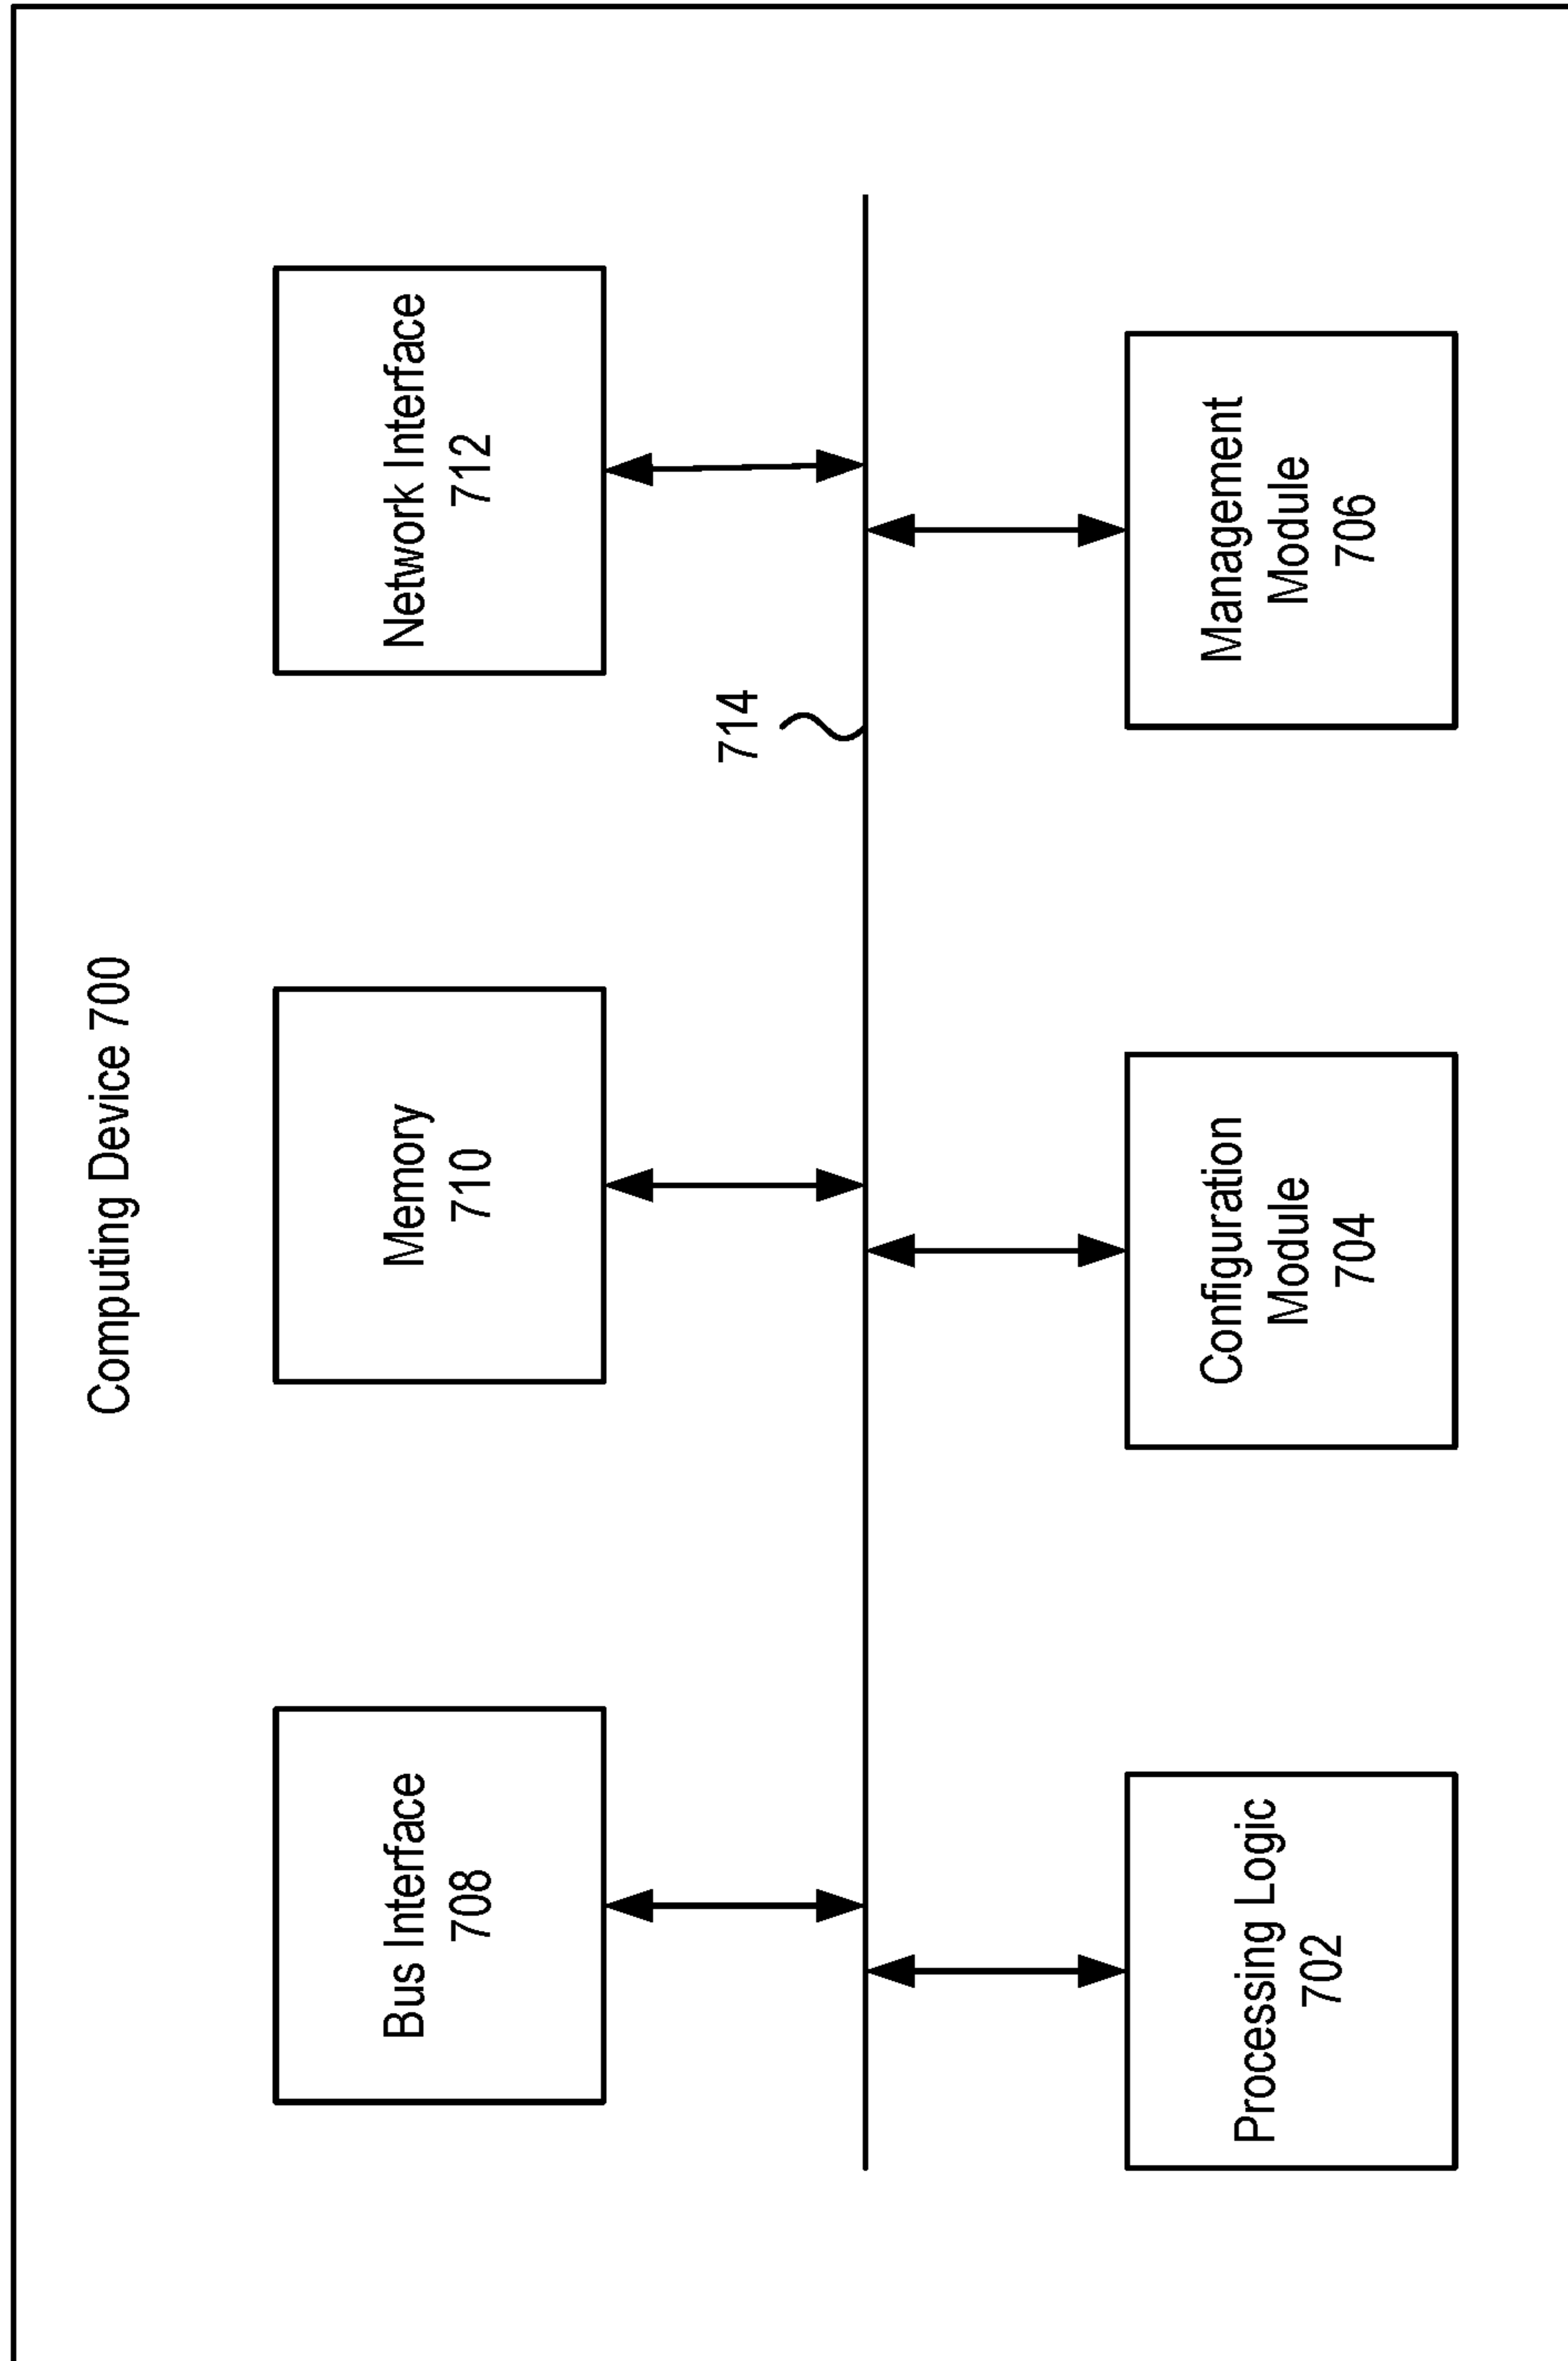 Computing Device 700
Bus Interface
708
Memory
710
Network Interface
712
714
Processing Logic
702
Configuration
Module
704
Management
Module
706